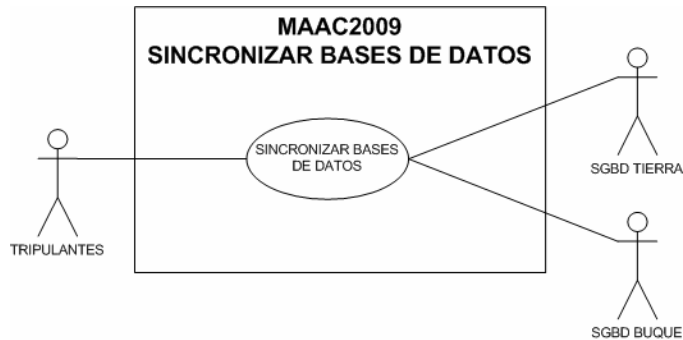 MAAC2009
SINCRONIZAR BASES DE DATOS
SINCRONIZAR BASES
DE DATOS
TRIPULANTES
SGBD TIERRA
SGBD BUQUE